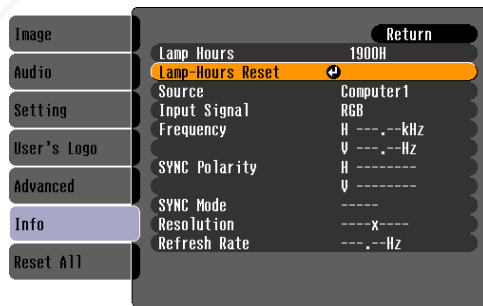 Image
Audio
Setting
User's Logo
Advanced
Info
Reset All
Return
Lamp Hours 1900H
Lamp-Hours Reset
Source Computer1
Input Signal RGB
Frequency H ---.--kHz
V ---.--Hz
SYNC Polarity H --------
V --------
SYNC Mode -----
Resolution ----x----
Refresh Rate ---.--Hz